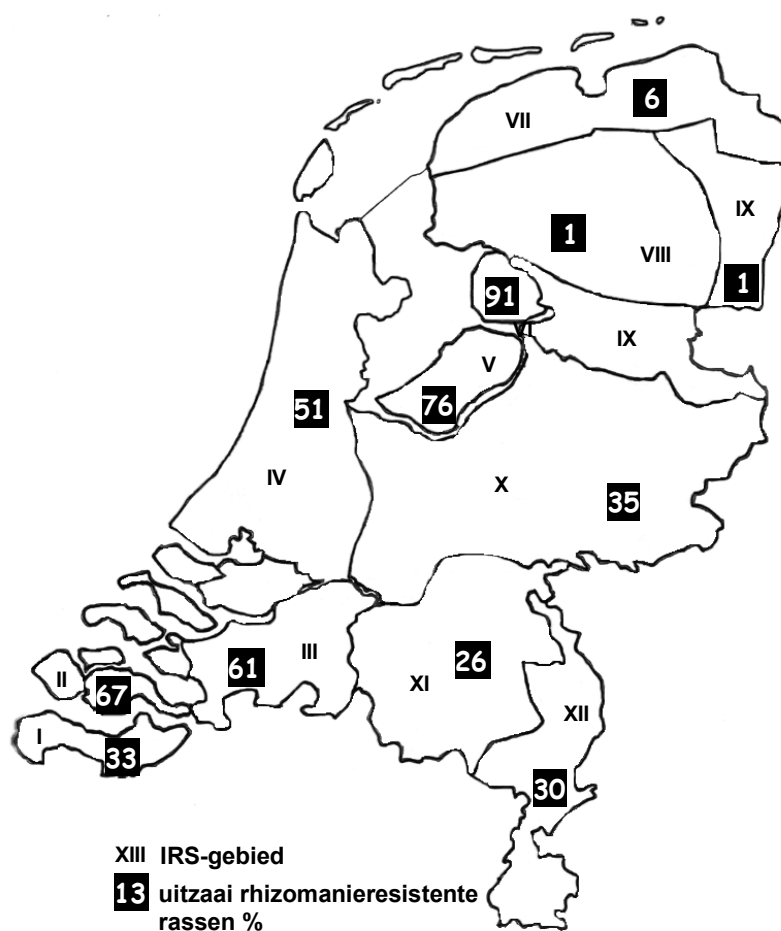 6
VII
IX
1
VIII
1
91
VI
IX
V
76
51
IV
X
35
III
61
26
XI
II
67
XII
I
33
30
XIII IRS-gebied
13 uitzaai rhizomanieresistente
rassen %